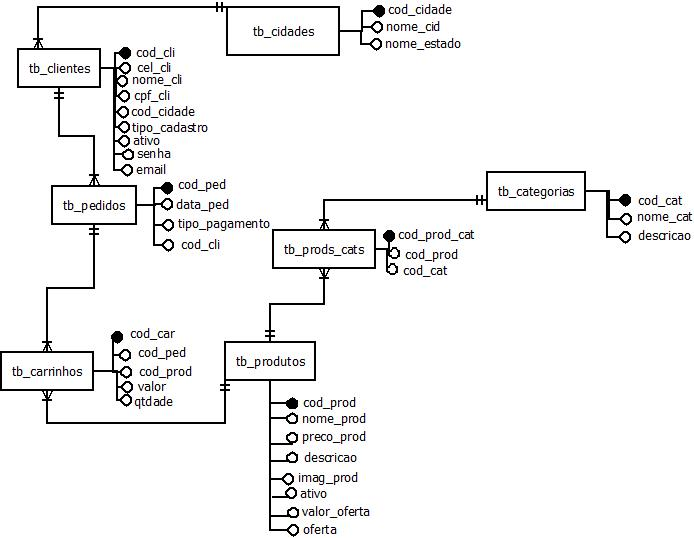 tb_cidades
cod_cidade
nome_cid
nome_estado
tb_clientes
cod_cli
cel_cli
nome_cli
cpf_cli
cod_cidade
tipo_cadastro
ativo
senha
email
tb_pedidos
cod_ped
data_ped
tipo_pagamento
cod_cli
tb_categorias
cod_cat
nome_cat
descricao
tb_prods_cats
cod_prod_cat
cod_prod
cod_cat
tb_carrinhos
cod_car
cod_ped
cod_prod
valor
qtdade
tb_produtos
cod_prod
nome_prod
preco_prod
descricao
imag_prod
ativo
valor_oferta
oferta